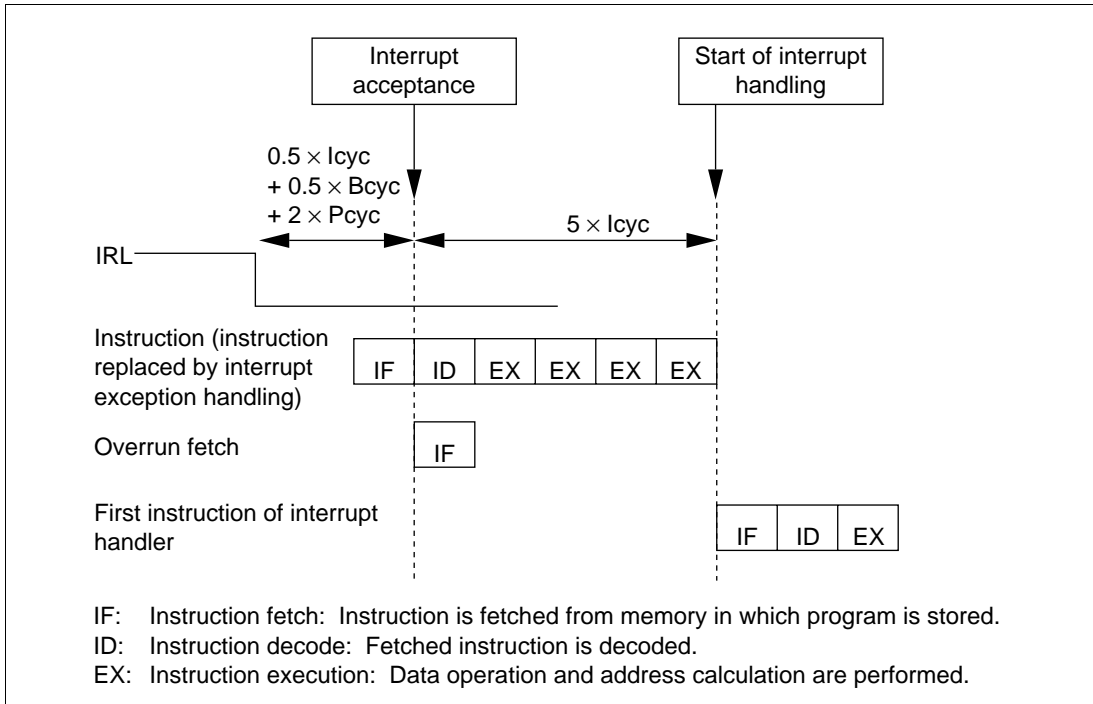 Interrupt
acceptance
Start of interrupt
handling
0.5 × Icyc
+ 0.5 × Bcyc
+ 2 × Pcyc
5 × Icyc
IRL
Instruction (instruction
replaced by interrupt
exception handling)
IF ID EX EX EX EX
Overrun fetch
IF
First instruction of interrupt
handler
IF ID EX
IF: Instruction fetch: Instruction is fetched from memory in which program is stored.
ID: Instruction decode: Fetched instruction is decoded.
EX: Instruction execution: Data operation and address calculation are performed.